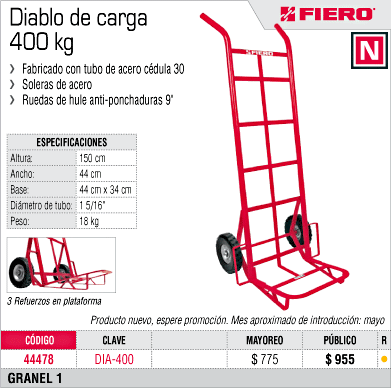 Diablo de carga
400 kg
FIERO
N
› Fabricado con tubo de acero cédula 30
› Soleras de acero
› Ruedas de hule anti-ponchaduras 9"
FIERO
ESPECIFICACIONES
Altura: 150 cm
Ancho: 44 cm
Base: 44 cm x 34 cm
Diámetro de tubo: 1 5/16"
Peso: 18 kg
3 Refuerzos en plataforma
Producto nuevo, espere promoción. Mes aproximado de introducción: mayo
CÓDIGO CLAVE MAYOREO PÚBLICO R
44478 DIA-400 $ 775 $ 955
GRANEL 1